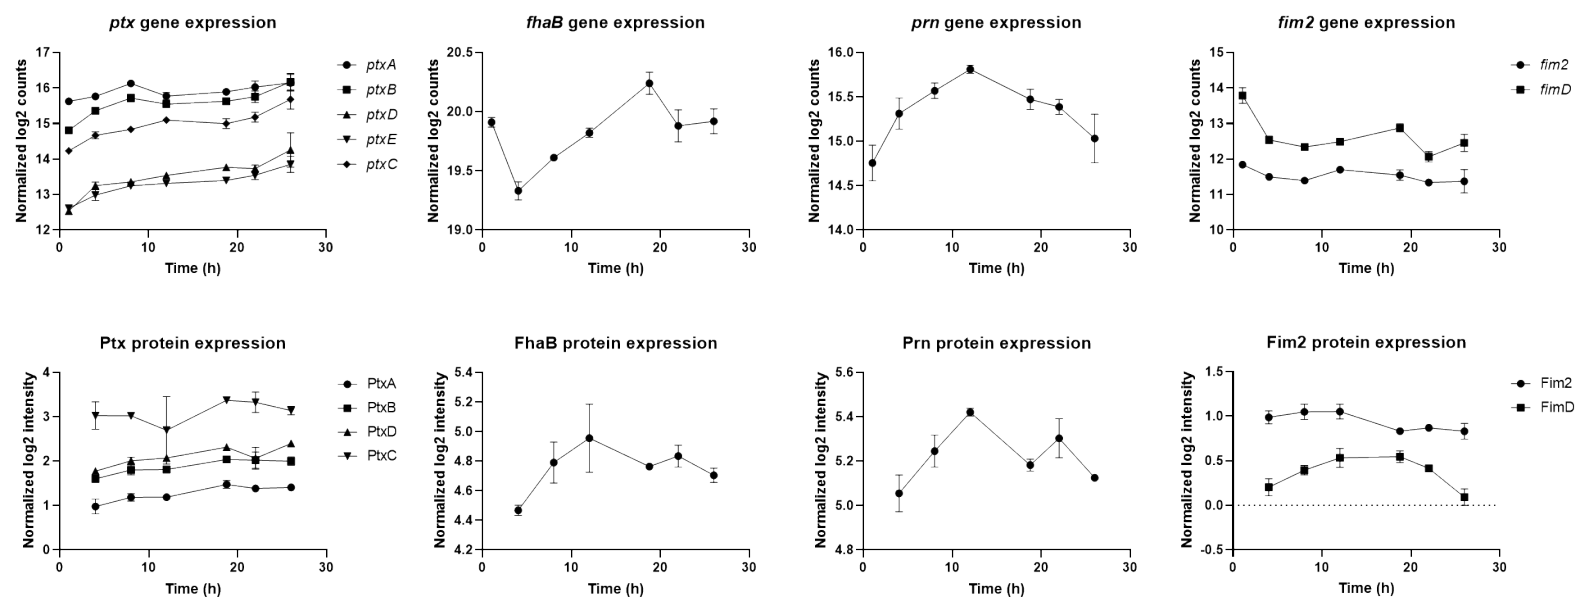 ptx gene expression
Normalized log2 counts
17
16
15
14
13
12
0
10
20
30
Time (h)
ptxA
ptxB
ptxD
ptxE
ptxC
fhaB gene expression
Normalized log2 counts
20.5
20.0
19.5
19.0
0
10
20
30
Time (h)
prn gene expression
Normalized log2 counts
16.0
15.5
15.0
14.5
14.0
0
10
20
30
Time (h)
fim2 gene expression
Normalized log2 counts
15
14
13
12
11
10
0
10
20
30
Time (h)
fim2
fimD
Ptx protein expression
Normalized log2 intensity
4
3
2
1
0
0
10
20
30
Time (h)
PtxA
PtxB
PtxD
PtxC
FhaB protein expression
Normalized log2 intensity
5.4
5.2
5.0
4.8
4.6
4.4
4.2
0
10
20
30
Time (h)
Prn protein expression
Normalized log2 intensity
5.6
5.4
5.2
5.0
4.8
0
10
20
30
Time (h)
Fim2 protein expression
Normalized log2 intensity
1.5
1.0
0.5
0.0
-0.5
0
10
20
30
Time (h)
Fim2
FimD